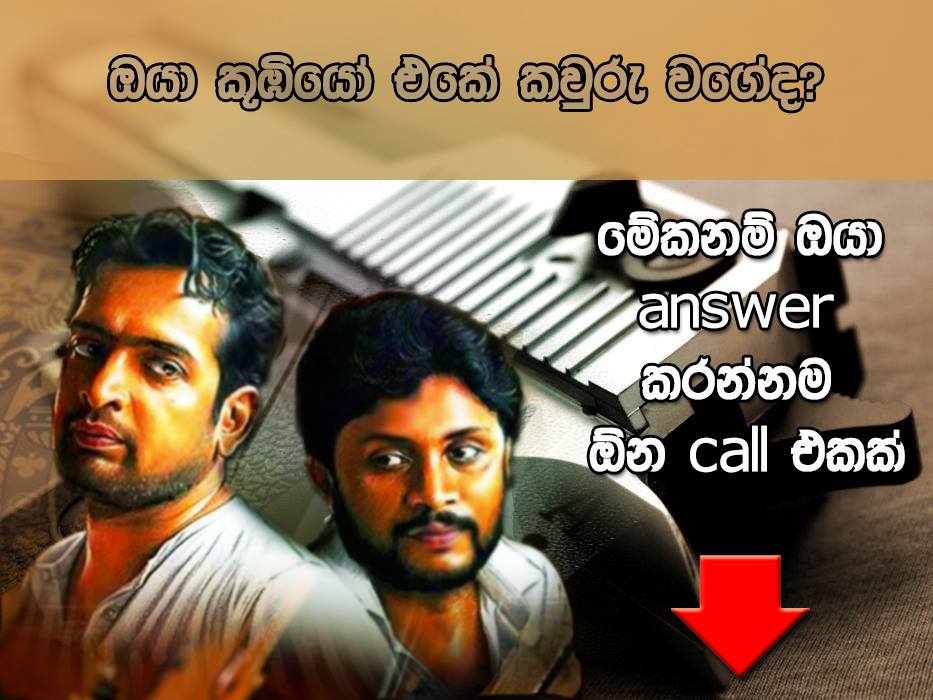 ඔයා කූඹියෝ එකේ කවුරු වගේද?
මේකනම් ඔයා
answer
කරන්නම
ඕන call එකක්